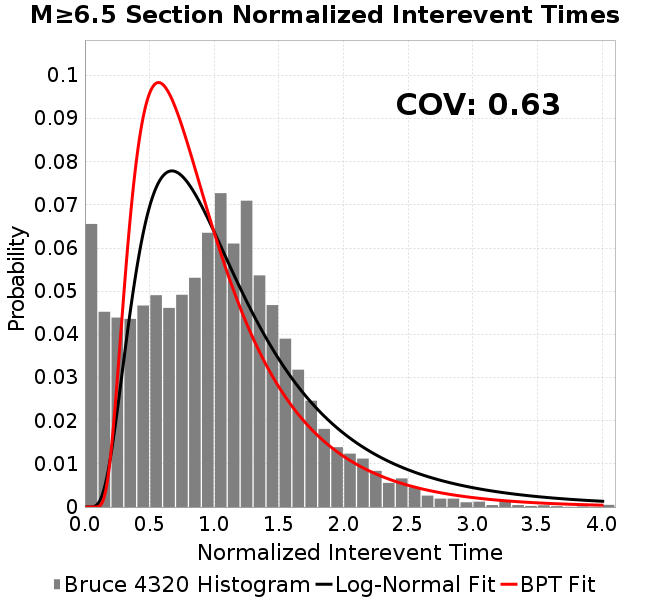 M≥6.5 Section Normalized Interevent Times
COV: 0.63
Probability
0.1
0.09
0.08
0.07
0.06
0.05
0.04
0.03
0.02
0.01
0
0.0 0.5 1.0 1.5 2.0 2.5 3.0 3.5 4.0
Normalized Interevent Time
Bruce 4320 Histogram Log-Normal Fit BPT Fit